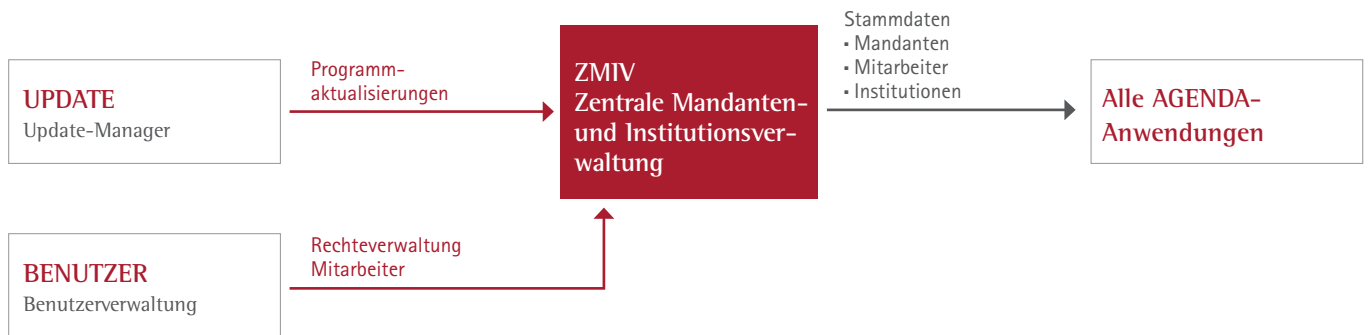 UPDATE
Update-Manager
Programm-
aktualisierungen
ZMIV
Zentrale Mandanten-
und Institutionsver-
waltung
Stammdaten
▪ Mandanten
▪ Mitarbeiter
▪ Institutionen
Alle AGENDA-
Anwendungen
BENUTZER
Benutzerverwaltung
Rechteverwaltung
Mitarbeiter